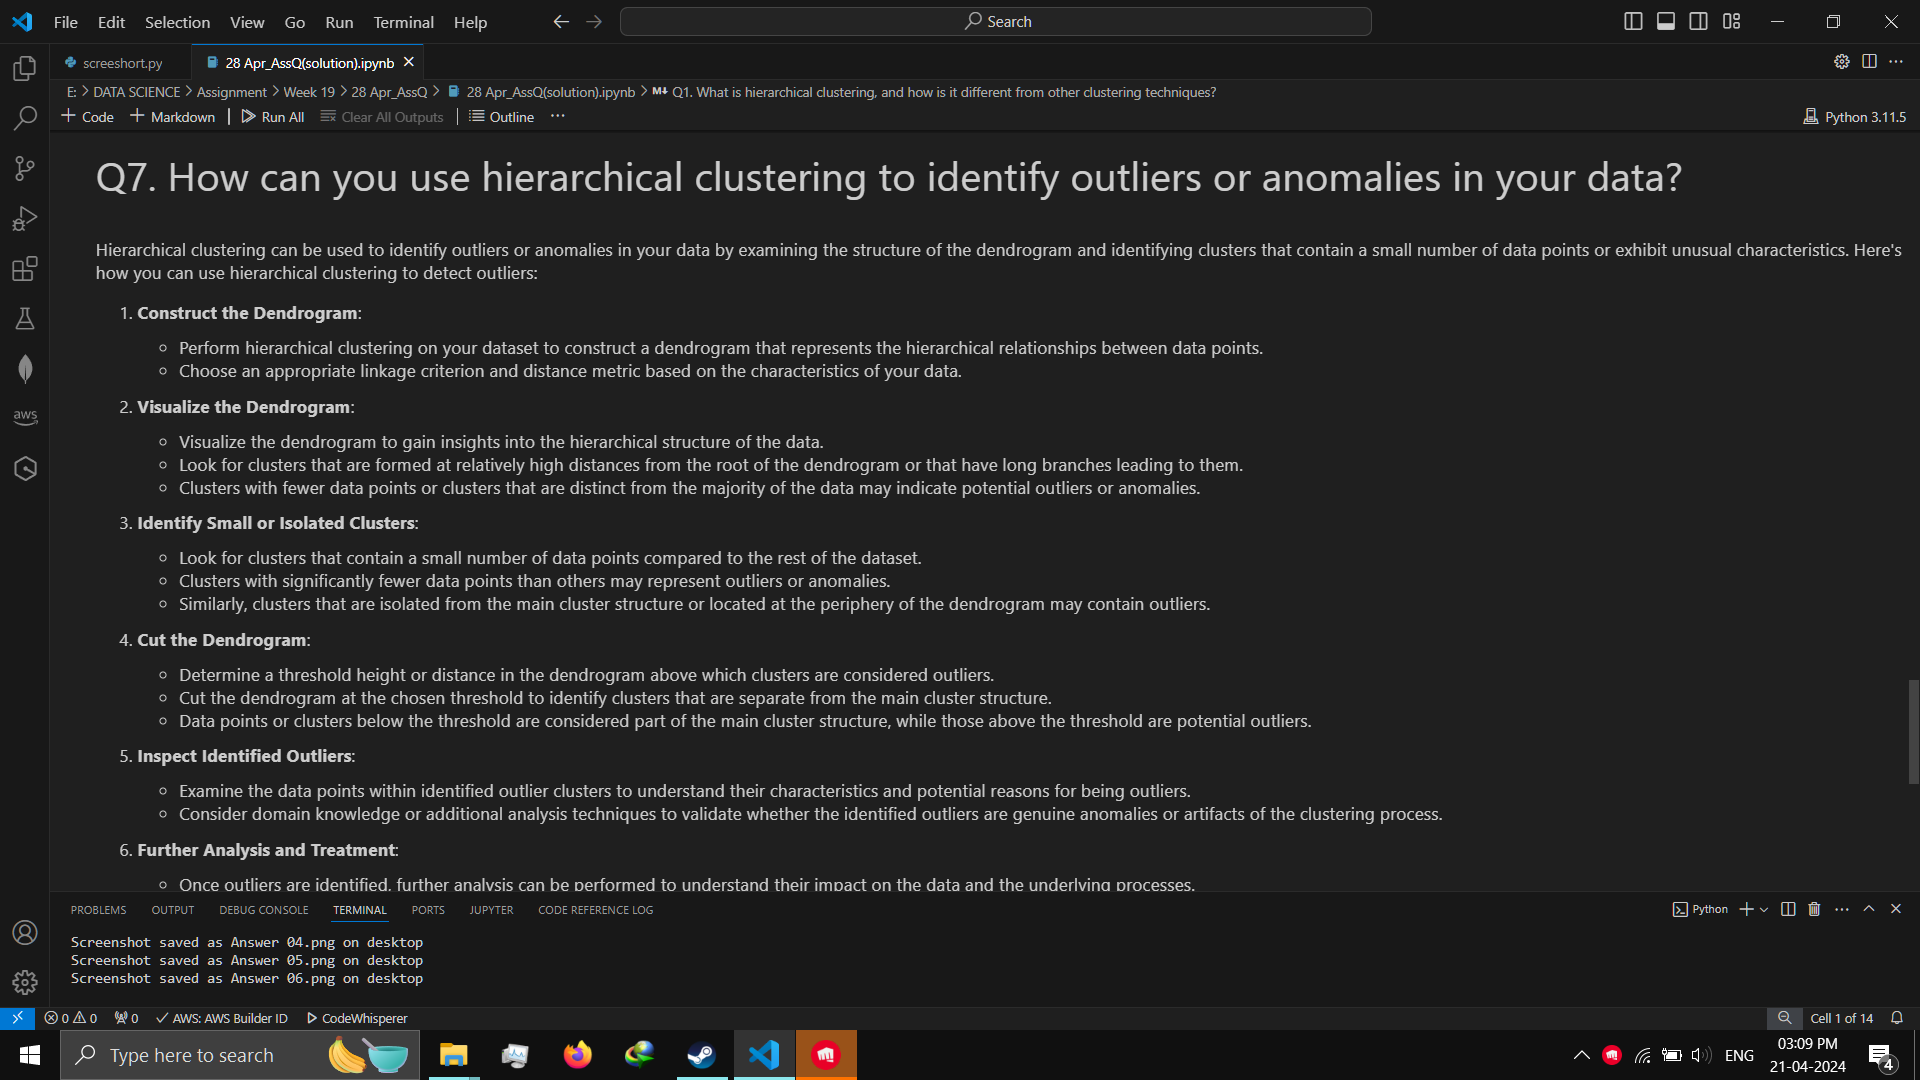 File Edit Selection View Go Run Terminal Help
Search
screeshort.py
28 Apr_AssQ(solution).ipynb
E: > DATA SCIENCE > Assignment > Week 19 > 28 Apr_AssQ > 28 Apr_AssQ(solution).ipynb > M↓ Q1. What is hierarchical clustering, and how is it different from other clustering techniques?
+ Code + Markdown | Run All Clear All Outputs | Outline ...
Python 3.11.5
Q7. How can you use hierarchical clustering to identify outliers or anomalies in your data?
Hierarchical clustering can be used to identify outliers or anomalies in your data by examining the structure of the dendrogram and identifying clusters that contain a small number of data points or exhibit unusual characteristics. Here's
how you can use hierarchical clustering to detect outliers:
1. Construct the Dendrogram:
◦ Perform hierarchical clustering on your dataset to construct a dendrogram that represents the hierarchical relationships between data points.
◦ Choose an appropriate linkage criterion and distance metric based on the characteristics of your data.
2. Visualize the Dendrogram:
◦ Visualize the dendrogram to gain insights into the hierarchical structure of the data.
◦ Look for clusters that are formed at relatively high distances from the root of the dendrogram or that have long branches leading to them.
◦ Clusters with fewer data points or clusters that are distinct from the majority of the data may indicate potential outliers or anomalies.
3. Identify Small or Isolated Clusters:
◦ Look for clusters that contain a small number of data points compared to the rest of the dataset.
◦ Clusters with significantly fewer data points than others may represent outliers or anomalies.
◦ Similarly, clusters that are isolated from the main cluster structure or located at the periphery of the dendrogram may contain outliers.
4. Cut the Dendrogram:
◦ Determine a threshold height or distance in the dendrogram above which clusters are considered outliers.
◦ Cut the dendrogram at the chosen threshold to identify clusters that are separate from the main cluster structure.
◦ Data points or clusters below the threshold are considered part of the main cluster structure, while those above the threshold are potential outliers.
5. Inspect Identified Outliers:
◦ Examine the data points within identified outlier clusters to understand their characteristics and potential reasons for being outliers.
◦ Consider domain knowledge or additional analysis techniques to validate whether the identified outliers are genuine anomalies or artifacts of the clustering process.
6. Further Analysis and Treatment:
◦ Once outliers are identified, further analysis can be performed to understand their impact on the data and the underlying processes.
PROBLEMS OUTPUT DEBUG CONSOLE TERMINAL PORTS JUPYTER CODE REFERENCE LOG
Python
Screenshot saved as Answer 04.png on desktop
Screenshot saved as Answer 05.png on desktop
Screenshot saved as Answer 06.png on desktop
aws
0 0 0 AWS: AWS Builder ID CodeWhisperer
Cell 1 of 14
Type here to search
ENG
03:09 PM
21-04-2024
4